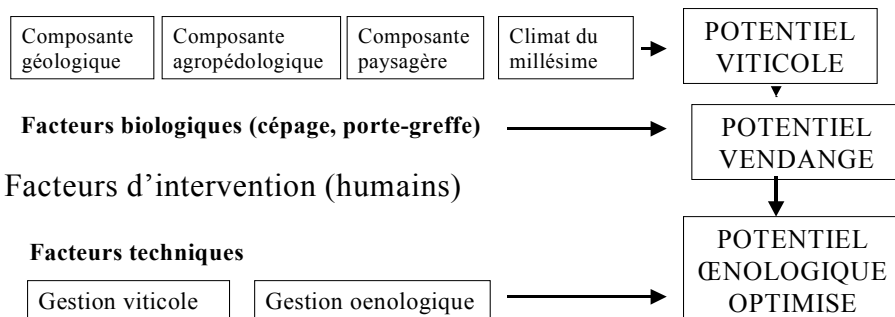 Composante
géologique
Composante
agropédologique
Composante
paysagère
Climat du
millésime
POTENTIEL
VITICOLE
Facteurs biologiques (cépage, porte-greffe)
POTENTIEL
VENDANGE
Facteurs d’intervention (humains)
Facteurs techniques
Gestion viticole
Gestion oenologique
POTENTIEL
ŒNOLOGIQUE
OPTIMISE